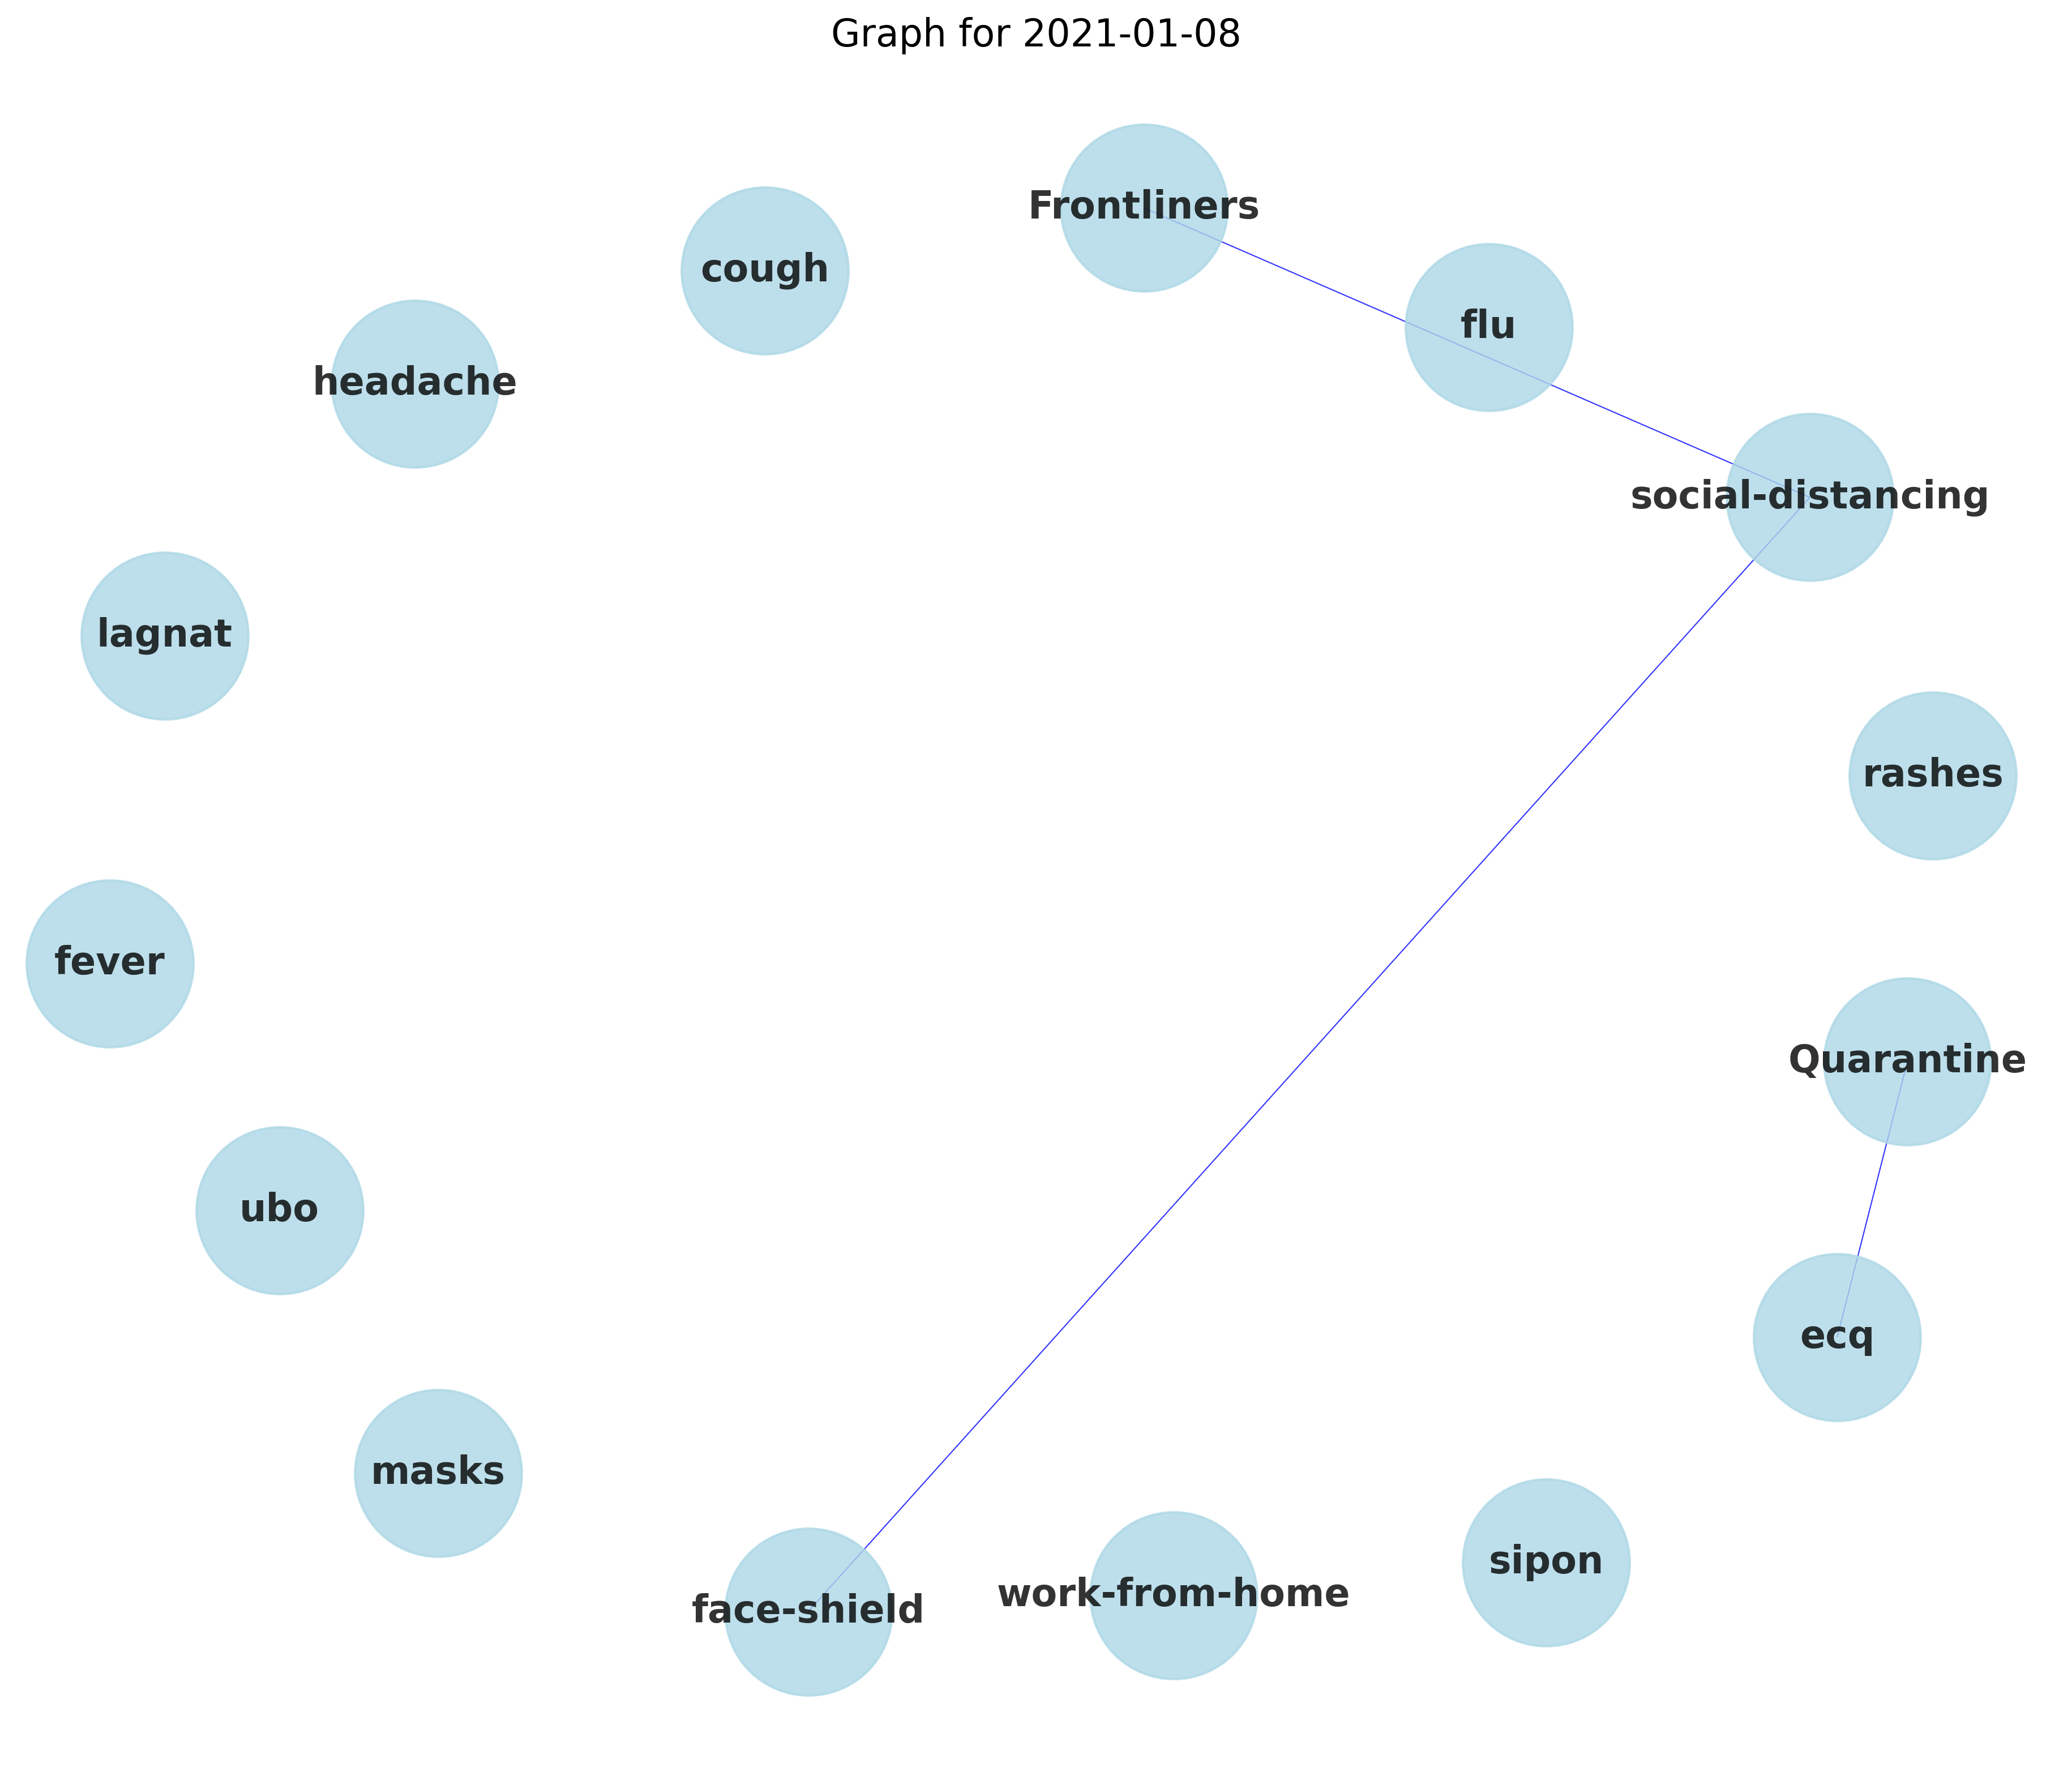 Graph for 2021-01-08
Frontliners
cough
flu
headache
social-distancing
lagnat
rashes
fever
Quarantine
ubo
ecq
masks
sipon
work-from-home
face-shield